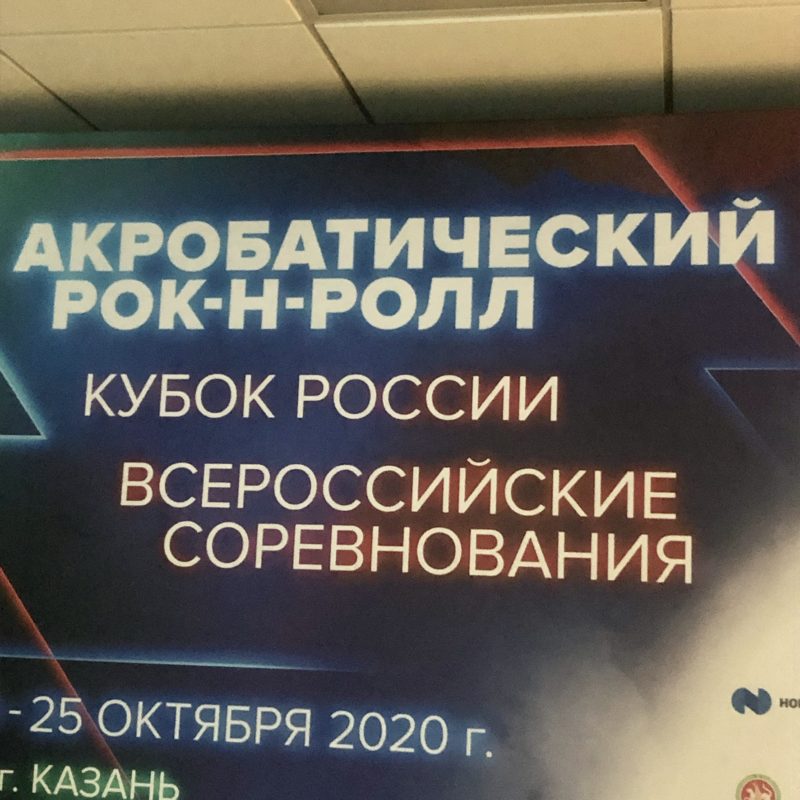 АКРОБАТИЧЕСКИЙ
РОК-Н-РОЛЛ
КУБОК РОССИИ
ВСЕРОССИЙСКИЕ
СОРЕВНОВАНИЯ
- 25 ОКТЯБРЯ 2020 г.
г. КАЗАНЬ